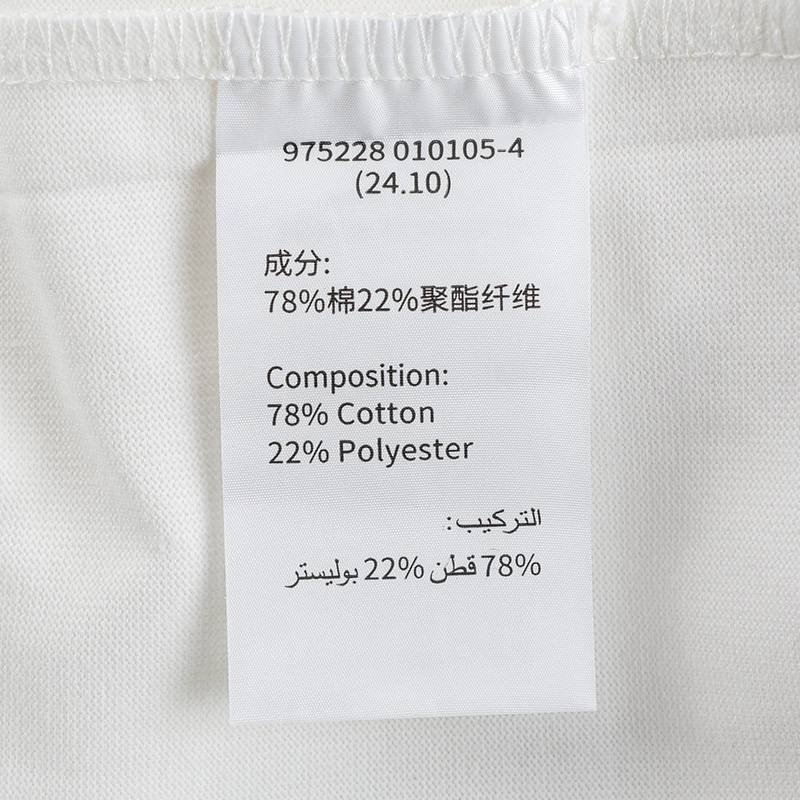 975228 010105-4
(24.10)
成分:
78%棉22%聚酯纤维
Composition:
78% Cotton
22% Polyester
التركيب:
78% قطن 22% بوليستر